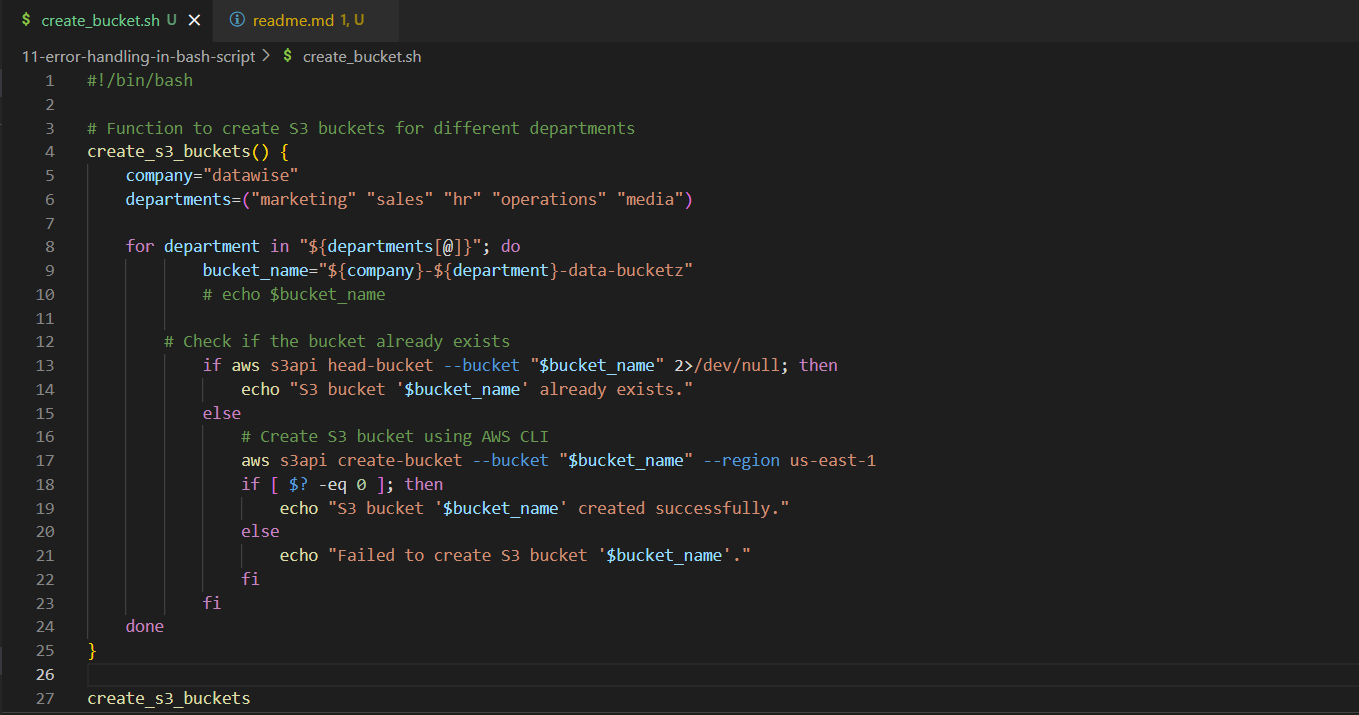 $ create_bucket.sh U × ⓘ readme.md 1, U
11-error-handling-in-bash-script > $ create_bucket.sh
1 #!/bin/bash
2
3 # Function to create S3 buckets for different departments
4 create_s3_buckets() {
5     company="datawise"
6     departments=("marketing" "sales" "hr" "operations" "media")
7
8     for department in "${departments[@]}"; do
9             bucket_name="${company}-${department}-data-bucketz"
10             # echo $bucket_name
11
12         # Check if the bucket already exists
13             if aws s3api head-bucket --bucket "$bucket_name" 2>/dev/null; then
14                 echo "S3 bucket '$bucket_name' already exists."
15             else
16                 # Create S3 bucket using AWS CLI
17                 aws s3api create-bucket --bucket "$bucket_name" --region us-east-1
18                 if [ $? -eq 0 ]; then
19                     echo "S3 bucket '$bucket_name' created successfully."
20                 else
21                     echo "Failed to create S3 bucket '$bucket_name'."
22                 fi
23             fi
24     done
25 }
26
27 create_s3_buckets